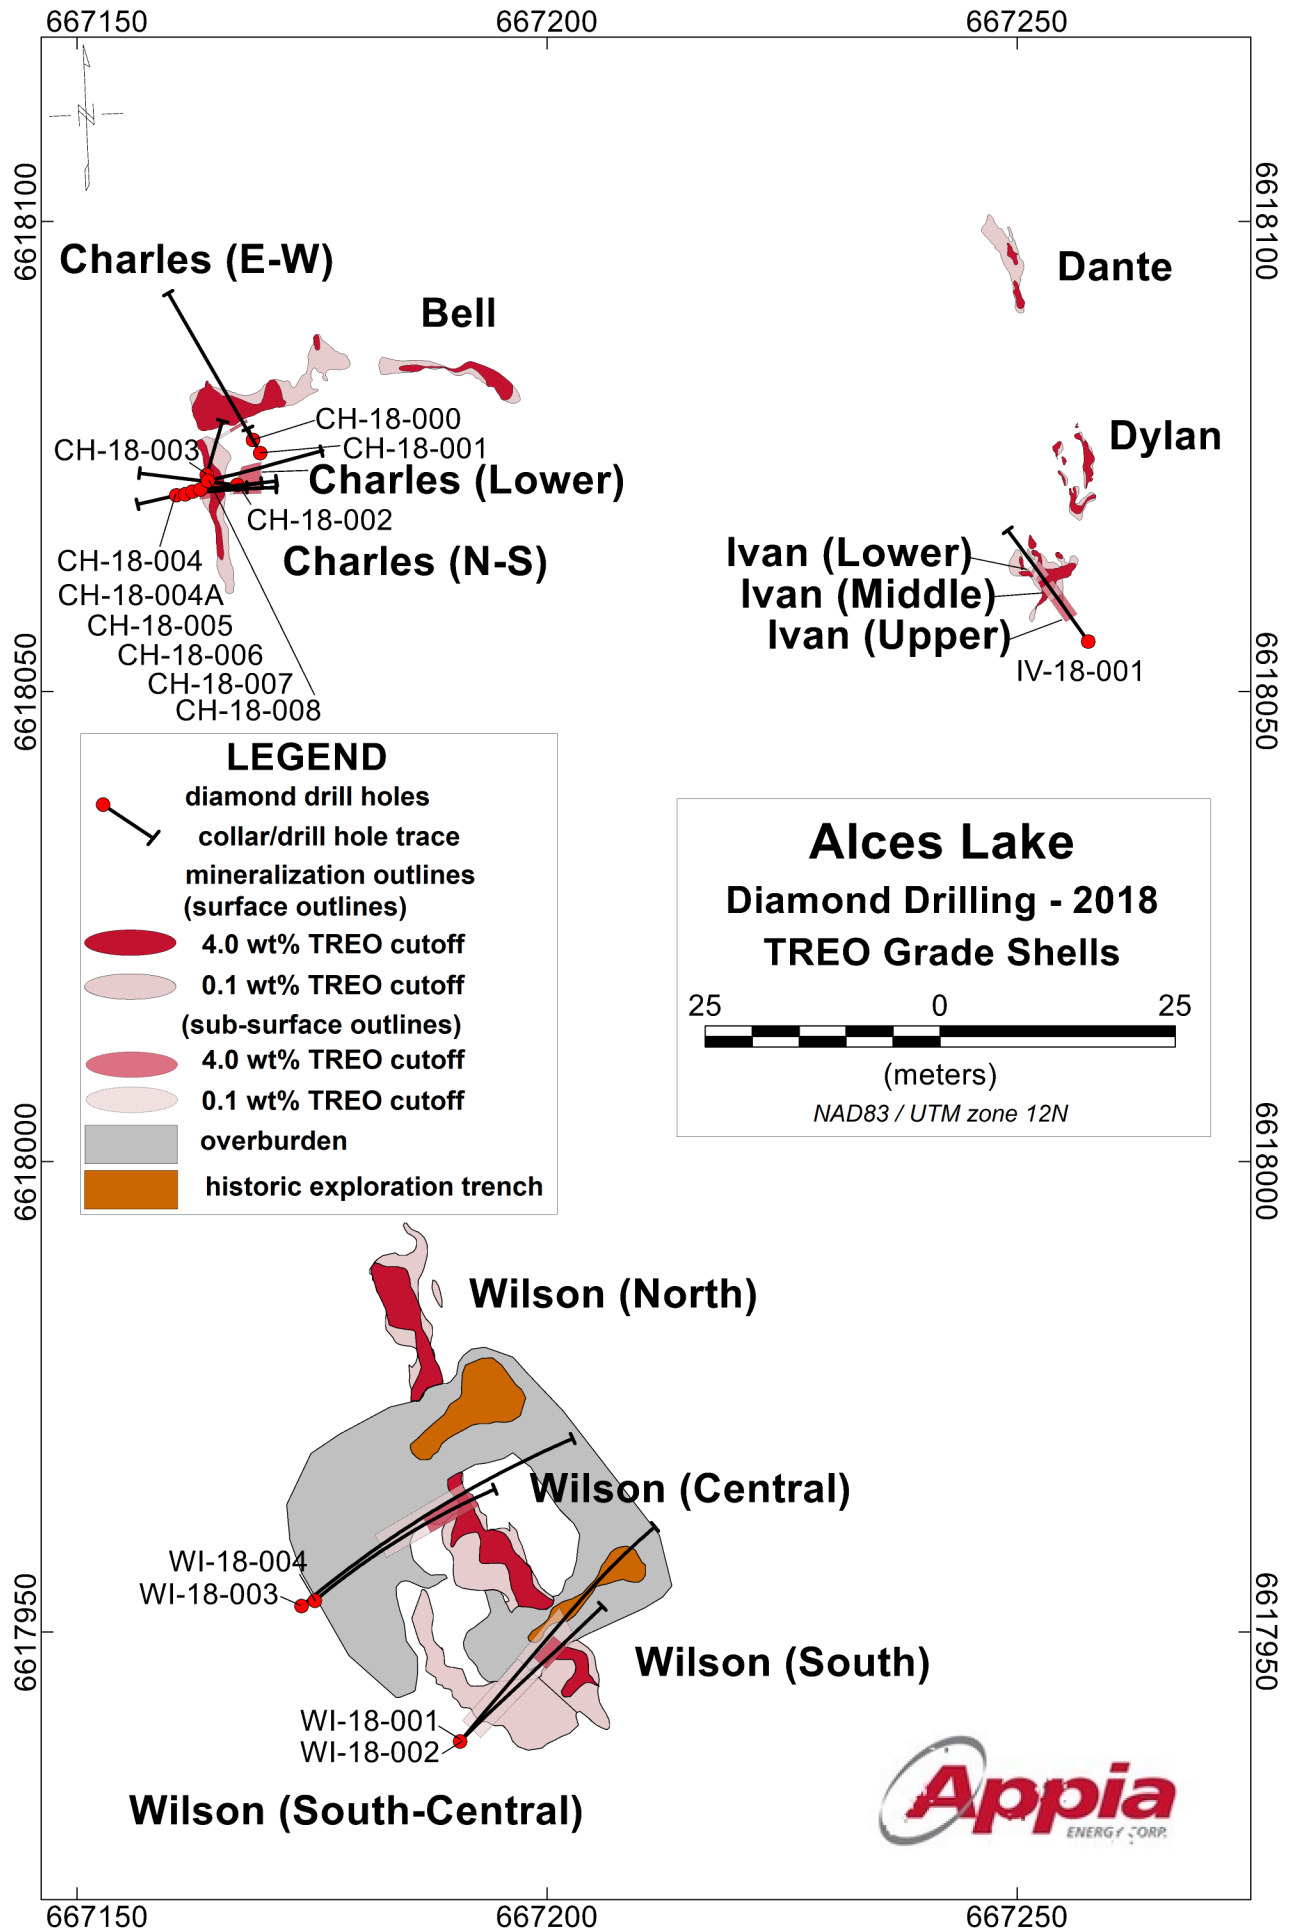 667150 667200 667250
6618100
6618100
Charles (E-W)
Dante
Bell
CH-18-000
Dylan
CH-18-003
CH-18-001
Charles (Lower)
CH-18-002
Ivan (Lower)
CH-18-004
Charles (N-S)
CH-18-004A
Ivan (Middle)
CH-18-005
Ivan (Upper)
CH-18-006
IV-18-001
CH-18-007
CH-18-008
6618050
6618050
LEGEND
diamond drill holes
collar/drill hole trace
mineralization outlines
(surface outlines)
4.0 wt% TREO cutoff
0.1 wt% TREO cutoff
(sub-surface outlines)
4.0 wt% TREO cutoff
0.1 wt% TREO cutoff
overburden
historic exploration trench
Alces Lake
Diamond Drilling - 2018
TREO Grade Shells
25 0 25
(meters)
NAD83 / UTM zone 12N
6618000
6618000
Wilson (North)
Wilson (Central)
WI-18-004
WI-18-003
6617950
6617950
Wilson (South)
WI-18-001
WI-18-002
Wilson (South-Central)
Appia
ENERGY CORP.
667150 667200 667250